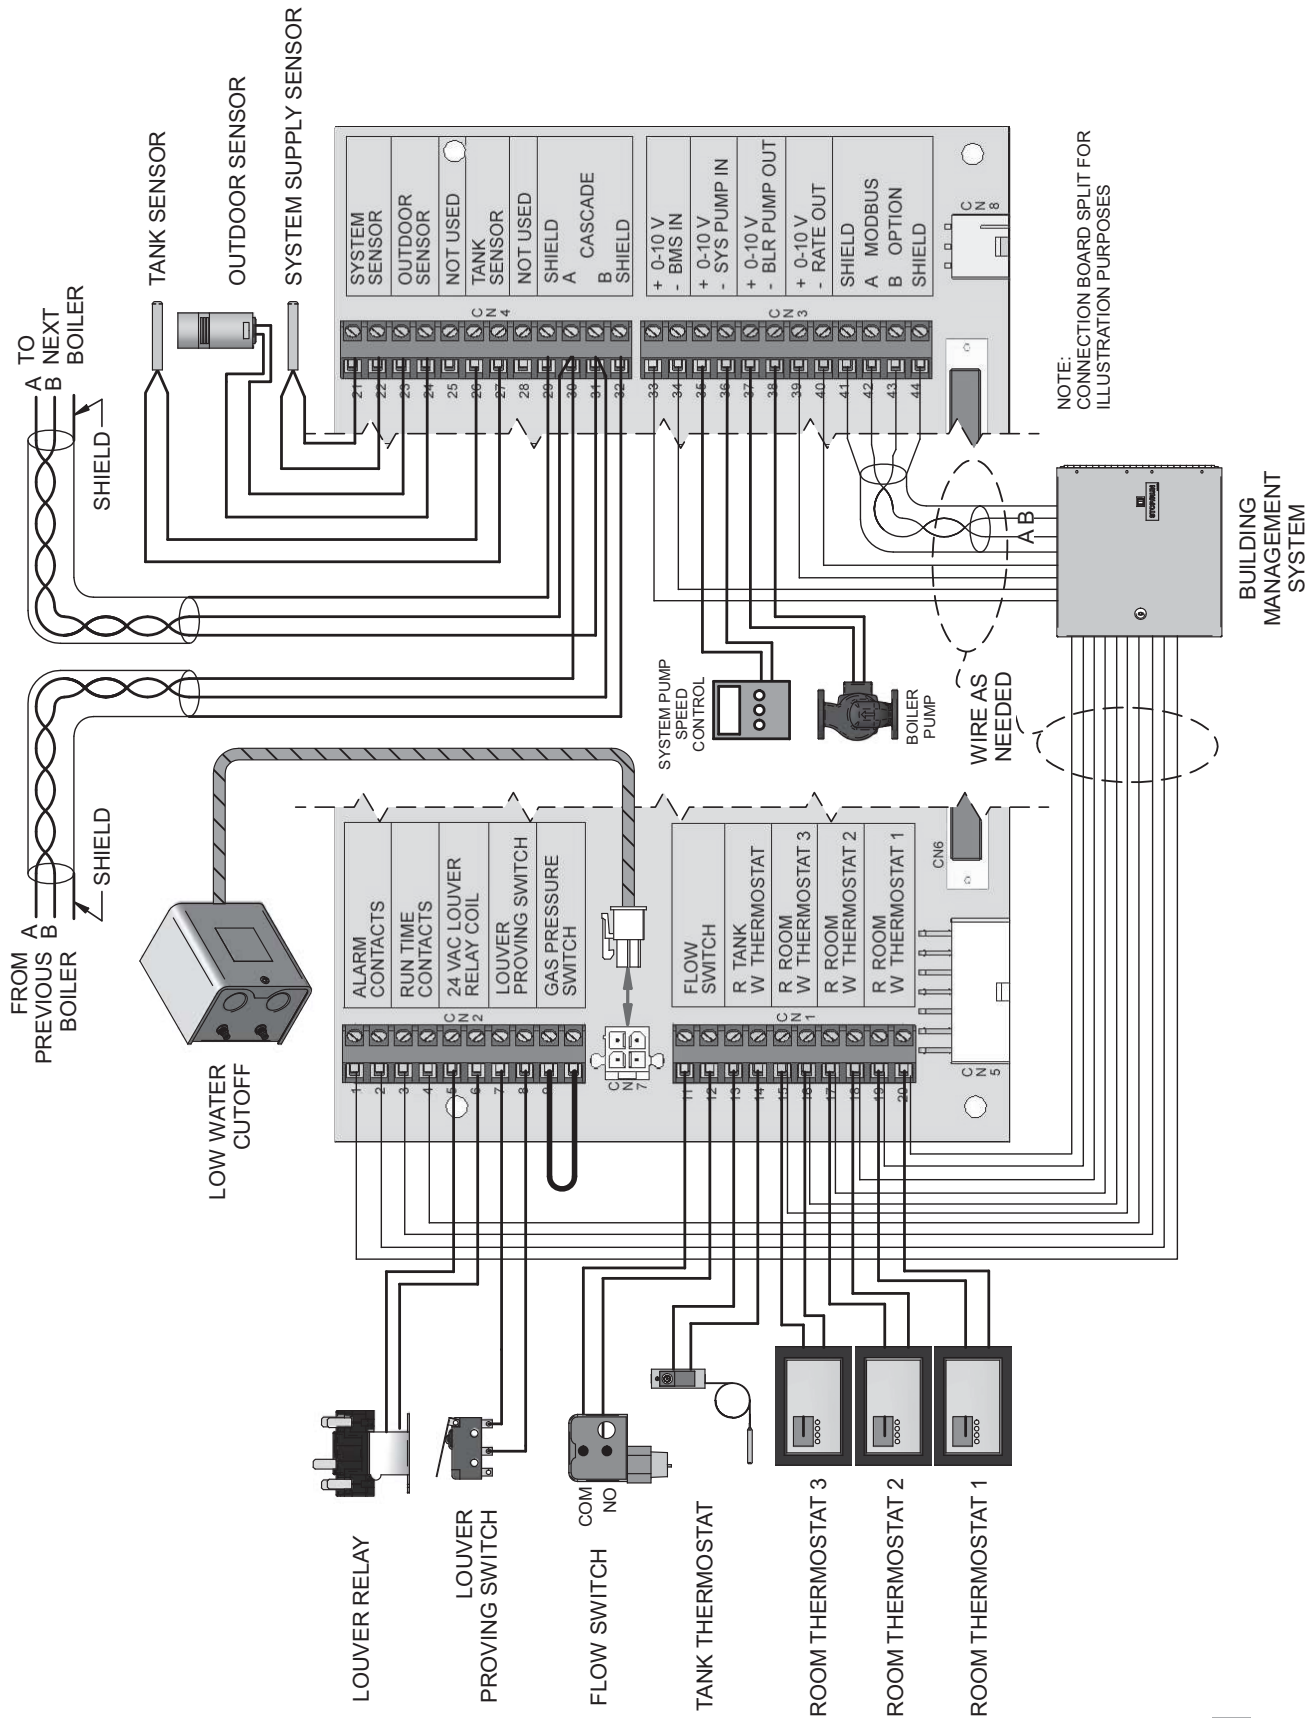 FROM
PREVIOUS
BOILER
A
B
SHIELD
TO
NEXT
BOILER
A
B
SHIELD
LOW WATER
CUTOFF
TANK SENSOR
OUTDOOR SENSOR
SYSTEM SUPPLY SENSOR
LOUVER RELAY
LOUVER
PROVING SWITCH
FLOW SWITCH
COM
NO
TANK THERMOSTAT
ROOM THERMOSTAT 3
ROOM THERMOSTAT 2
ROOM THERMOSTAT 1
1
2
3
4
5
6
7
8
9
ALARM
CONTACTS
RUN TIME
CONTACTS
24 VAC LOUVER
RELAY COIL
LOUVER
PROVING SWITCH
GAS PRESSURE
SWITCH
CN2
CN7
11
12
13
14
15
16
17
18
19
20
FLOW
SWITCH
R TANK
W THERMOSTAT
R ROOM
W THERMOSTAT 3
R ROOM
W THERMOSTAT 2
R ROOM
W THERMOSTAT 1
CN1
CN5
CN6
21
22
23
24
25
26
27
28
29
30
31
32
SYSTEM
SENSOR
OUTDOOR
SENSOR
NOT USED
TANK
SENSOR
NOT USED
SHIELD
A
CASCADE
B
SHIELD
CN4
33
34
35
36
37
38
39
40
41
42
43
44
+ 0-10 V
- BMS IN
+ 0-10 V
- SYS PUMP IN
+ 0-10 V
- BLR PUMP OUT
+ 0-10 V
- RATE OUT
SHIELD
A MODBUS
B OPTION
SHIELD
CN3
CN8
SYSTEM PUMP
SPEED
CONTROL
BOILER
PUMP
WIRE AS
NEEDED
A B
NOTE:
CONNECTION BOARD SPLIT FOR
ILLUSTRATION PURPOSES
BUILDING
MANAGEMENT
SYSTEM